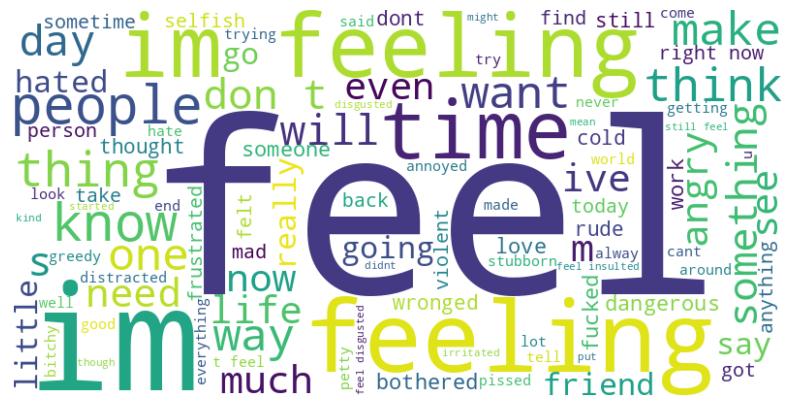 sometime
selfish
said
dont
might
find
still
come
make
trying
day
im feeling
go
try
right now
hated
even
want
think
people
don t
disgusted
never
getting
person
hate
will
time
mean
still feel
thought
someone
cold
thing
feel
annoyed
world
something
u
look
take
really
ive
work
angry
see
kind
started
end
frustrated
felt
back
made
today
know
one
mad
going
love
m
rude
alway
cant
s
greedy
distracted
now
didnt
violent
stubborn
feel insulted
around
anything
need
life
wronged
fucked
dangerous
little
well
im
way
feeling
say
bitchy
good
everything
t feel
petty
feel disgusted
irritated
lot
tell
put
got
though
much
bothered
pissed
friend